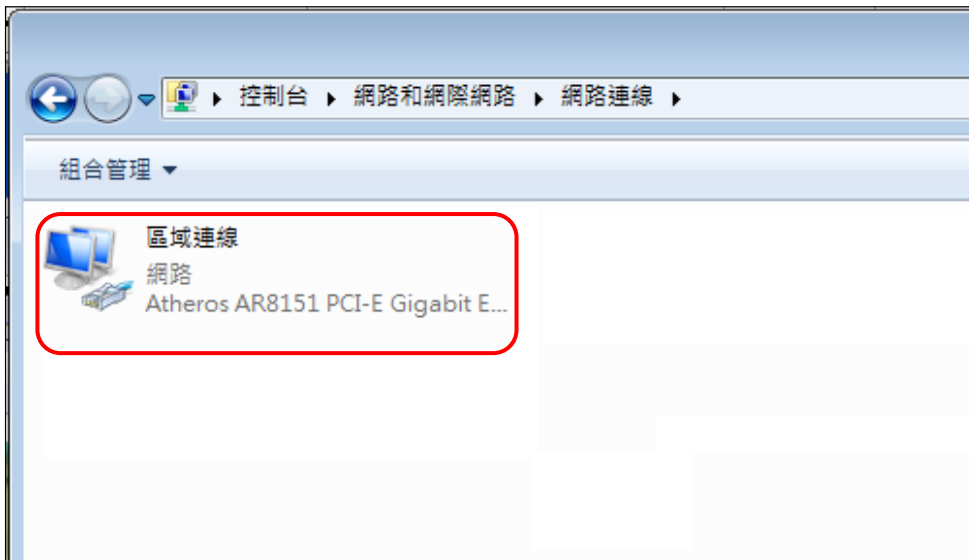 控制台 網路和網際網路 網路連線
組合管理
區域連線
網路
Atheros AR8151 PCI-E Gigabit E...